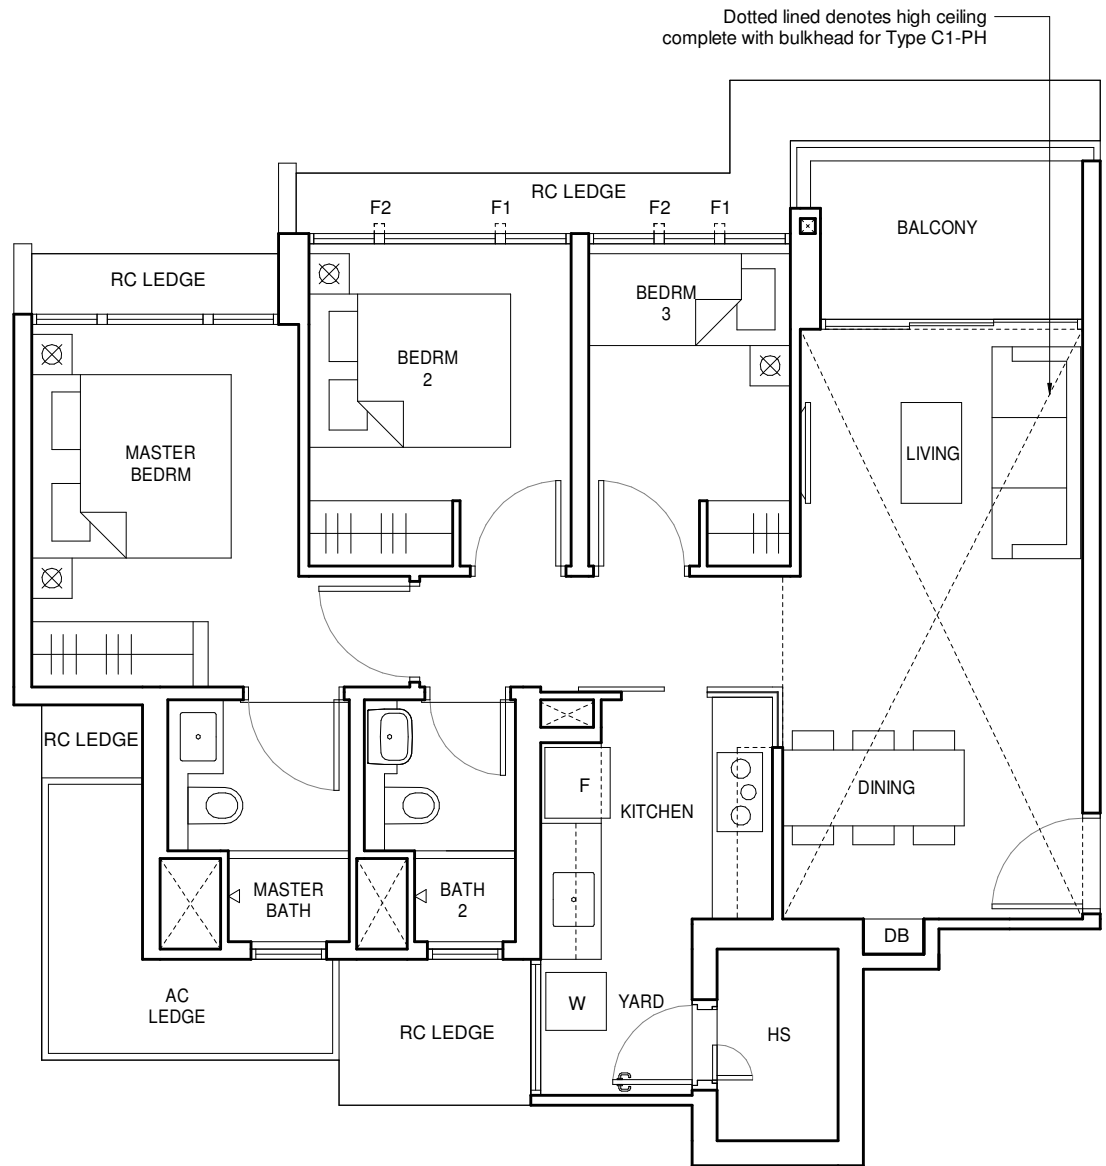 Dotted lined denotes high ceiling
complete with bulkhead for Type C1-PH
RC LEDGE
F2
F1
F2
F1
BALCONY
RC LEDGE
BEDRM
3
BEDRM
2
MASTER
BEDRM
LIVING
RC LEDGE
F
KITCHEN
DINING
MASTER
BATH
BATH
2
DB
AC
LEDGE
RC LEDGE
W
YARD
HS